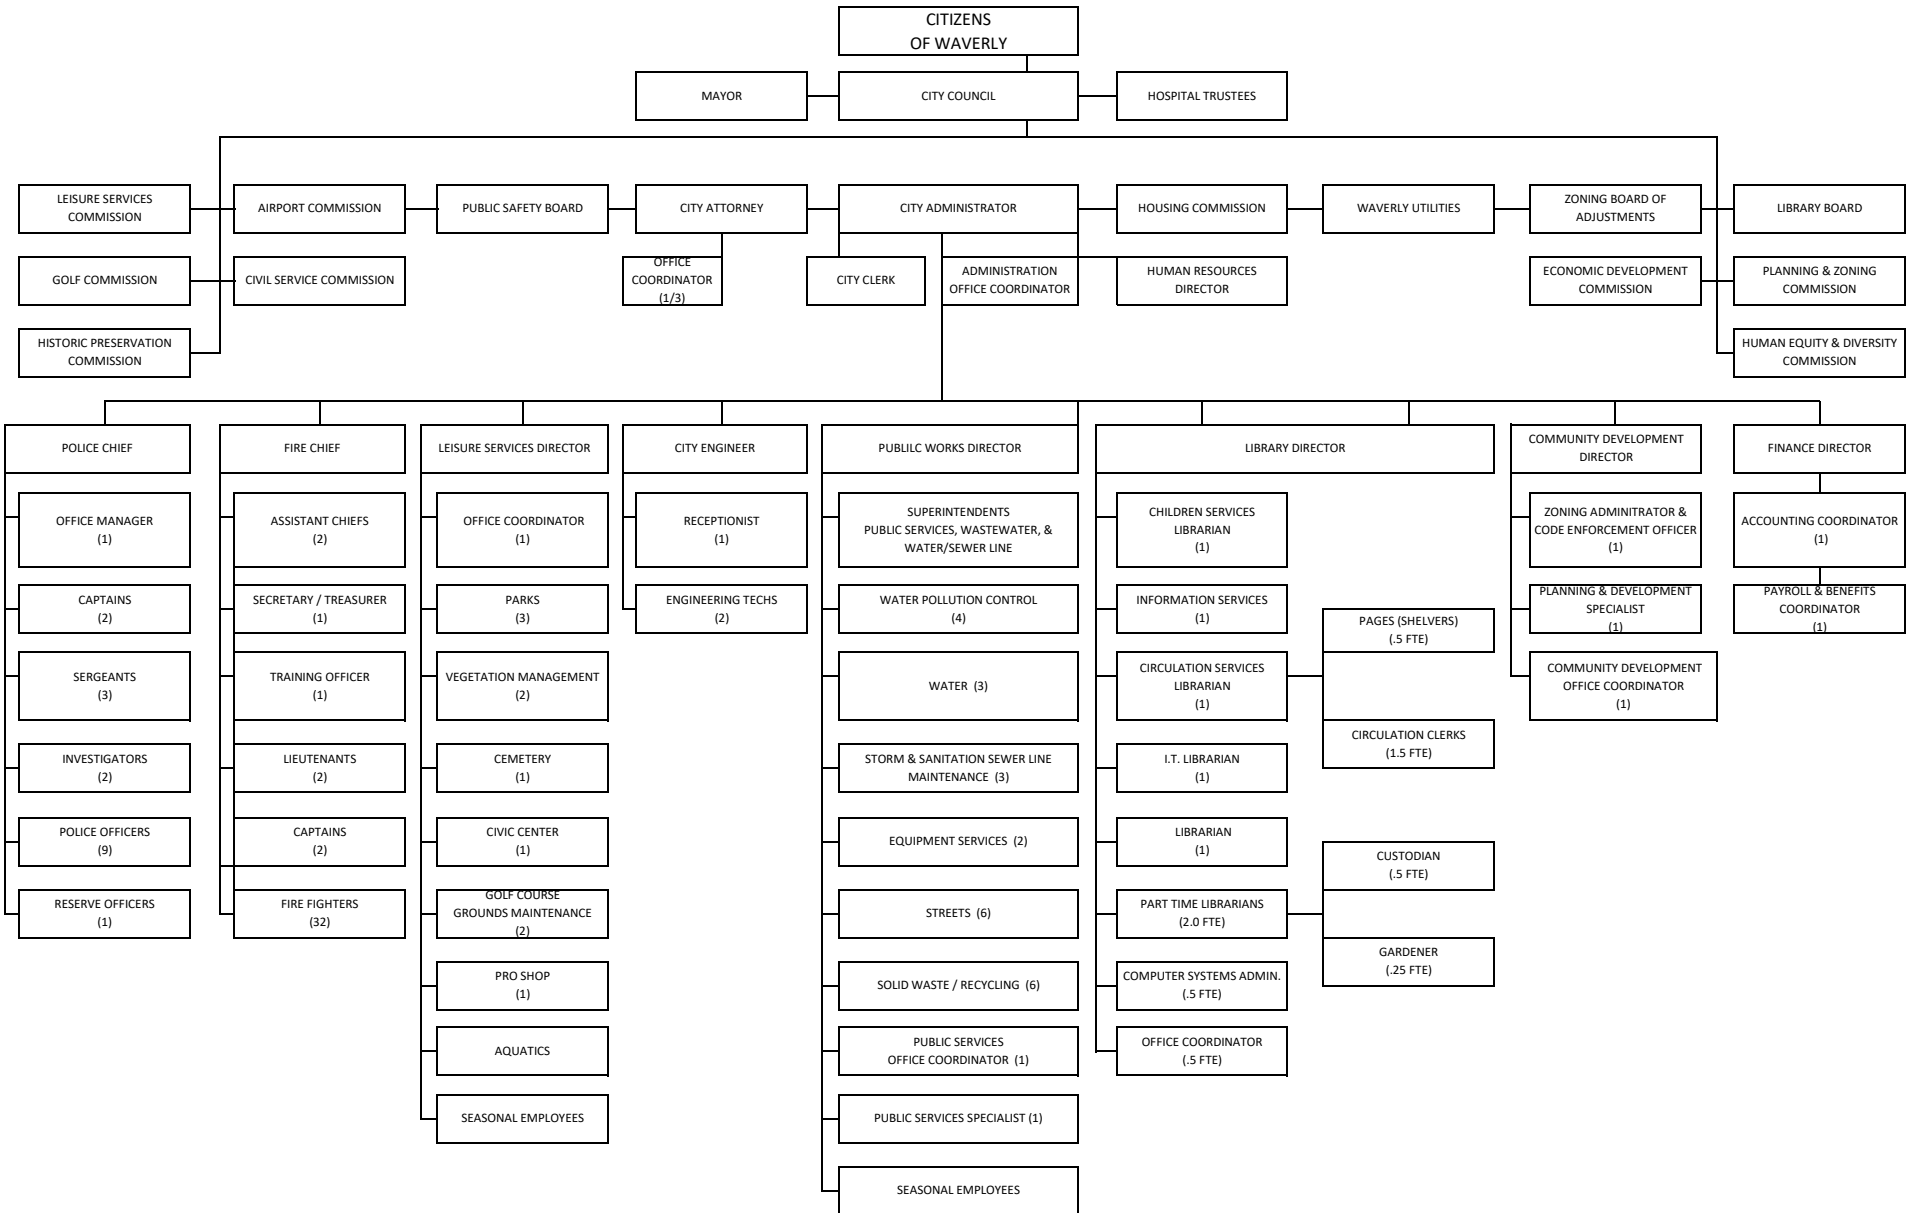 CITIZENS
OF WAVERLY
MAYOR
CITY COUNCIL
HOSPITAL TRUSTEES
LEISURE SERVICES
COMMISSION
AIRPORT COMMISSION
PUBLIC SAFETY BOARD
CITY ATTORNEY
CITY ADMINISTRATOR
HOUSING COMMISSION
WAVERLY UTILITIES
ZONING BOARD OF
ADJUSTMENTS
LIBRARY BOARD
GOLF COMMISSION
CIVIL SERVICE COMMISSION
OFFICE
COORDINATOR
(1/3)
CITY CLERK
ADMINISTRATION
OFFICE COORDINATOR
HUMAN RESOURCES
DIRECTOR
ECONOMIC DEVELOPMENT
COMMISSION
PLANNING & ZONING
COMMISSION
HISTORIC PRESERVATION
COMMISSION
HUMAN EQUITY & DIVERSITY
COMMISSION
POLICE CHIEF
OFFICE MANAGER
(1)
CAPTAINS
(2)
SERGEANTS
(3)
INVESTIGATORS
(2)
POLICE OFFICERS
(9)
RESERVE OFFICERS
(1)
FIRE CHIEF
ASSISTANT CHIEFS
(2)
SECRETARY / TREASURER
(1)
TRAINING OFFICER
(1)
LIEUTENANTS
(2)
CAPTAINS
(2)
FIRE FIGHTERS
(32)
LEISURE SERVICES DIRECTOR
OFFICE COORDINATOR
(1)
PARKS
(3)
VEGETATION MANAGEMENT
(2)
CEMETERY
(1)
CIVIC CENTER
(1)
GOLF COURSE
GROUNDS MAINTENANCE
(2)
PRO SHOP
(1)
AQUATICS
SEASONAL EMPLOYEES
CITY ENGINEER
RECEPTIONIST
(1)
ENGINEERING TECHS
(2)
PUBLILC WORKS DIRECTOR
SUPERINTENDENTS
PUBLIC SERVICES, WASTEWATER, &
WATER/SEWER LINE
WATER POLLUTION CONTROL
(4)
WATER (3)
STORM & SANITATION SEWER LINE
MAINTENANCE (3)
EQUIPMENT SERVICES (2)
STREETS (6)
SOLID WASTE / RECYCLING (6)
PUBLIC SERVICES
OFFICE COORDINATOR (1)
PUBLIC SERVICES SPECIALIST (1)
SEASONAL EMPLOYEES
LIBRARY DIRECTOR
CHILDREN SERVICES
LIBRARIAN
(1)
INFORMATION SERVICES
(1)
CIRCULATION SERVICES
LIBRARIAN
(1)
I.T. LIBRARIAN
(1)
LIBRARIAN
(1)
PART TIME LIBRARIANS
(2.0 FTE)
COMPUTER SYSTEMS ADMIN.
(.5 FTE)
OFFICE COORDINATOR
(.5 FTE)
PAGES (SHELVERS)
(.5 FTE)
CIRCULATION CLERKS
(1.5 FTE)
CUSTODIAN
(.5 FTE)
GARDENER
(.25 FTE)
COMMUNITY DEVELOPMENT
DIRECTOR
ZONING ADMINITRATOR &
CODE ENFORCEMENT OFFICER
(1)
PLANNING & DEVELOPMENT
SPECIALIST
(1)
COMMUNITY DEVELOPMENT
OFFICE COORDINATOR
(1)
FINANCE DIRECTOR
ACCOUNTING COORDINATOR
(1)
PAYROLL & BENEFITS
COORDINATOR
(1)